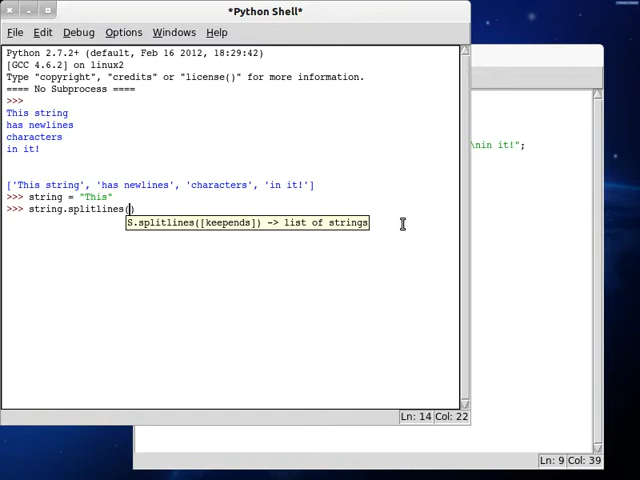 *Python Shell*
File Edit Debug Options Windows Help
Python 2.7.2+ (default, Feb 16 2012, 18:29:42)
[GCC 4.6.2] on linux2
Type "copyright", "credits" or "license()" for more information.
==== No Subprocess ====
>>>
This string
has newlines
characters
in it!
['This string', 'has newlines', 'characters', 'in it!']
>>> string = "This"
>>> string.splitlines()
S.splitlines([keepends]) -> list of strings
Ln: 14 Col: 22
\nin it!";
Ln: 9 Col: 39